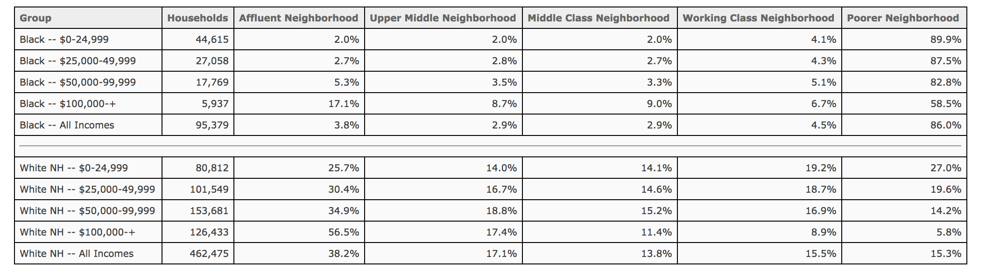 Group Households Affluent Neighborhood Upper Middle Neighborhood Middle Class Neighborhood Working Class Neighborhood Poorer Neighborhood
Black -- $0-24,999 44,615 2.0% 2.0% 2.0% 4.1% 89.9%
Black -- $25,000-49,999 27,058 2.7% 2.8% 2.7% 4.3% 87.5%
Black -- $50,000-99,999 17,769 5.3% 3.5% 3.3% 5.1% 82.8%
Black -- $100,000-+ 5,937 17.1% 8.7% 9.0% 6.7% 58.5%
Black -- All Incomes 95,379 3.8% 2.9% 2.9% 4.5% 86.0%
White NH -- $0-24,999 80,812 25.7% 14.0% 14.1% 19.2% 27.0%
White NH -- $25,000-49,999 101,549 30.4% 16.7% 14.6% 18.7% 19.6%
White NH -- $50,000-99,999 153,681 34.9% 18.8% 15.2% 16.9% 14.2%
White NH -- $100,000-+ 126,433 56.5% 17.4% 11.4% 8.9% 5.8%
White NH -- All Incomes 462,475 38.2% 17.1% 13.8% 15.5% 15.3%